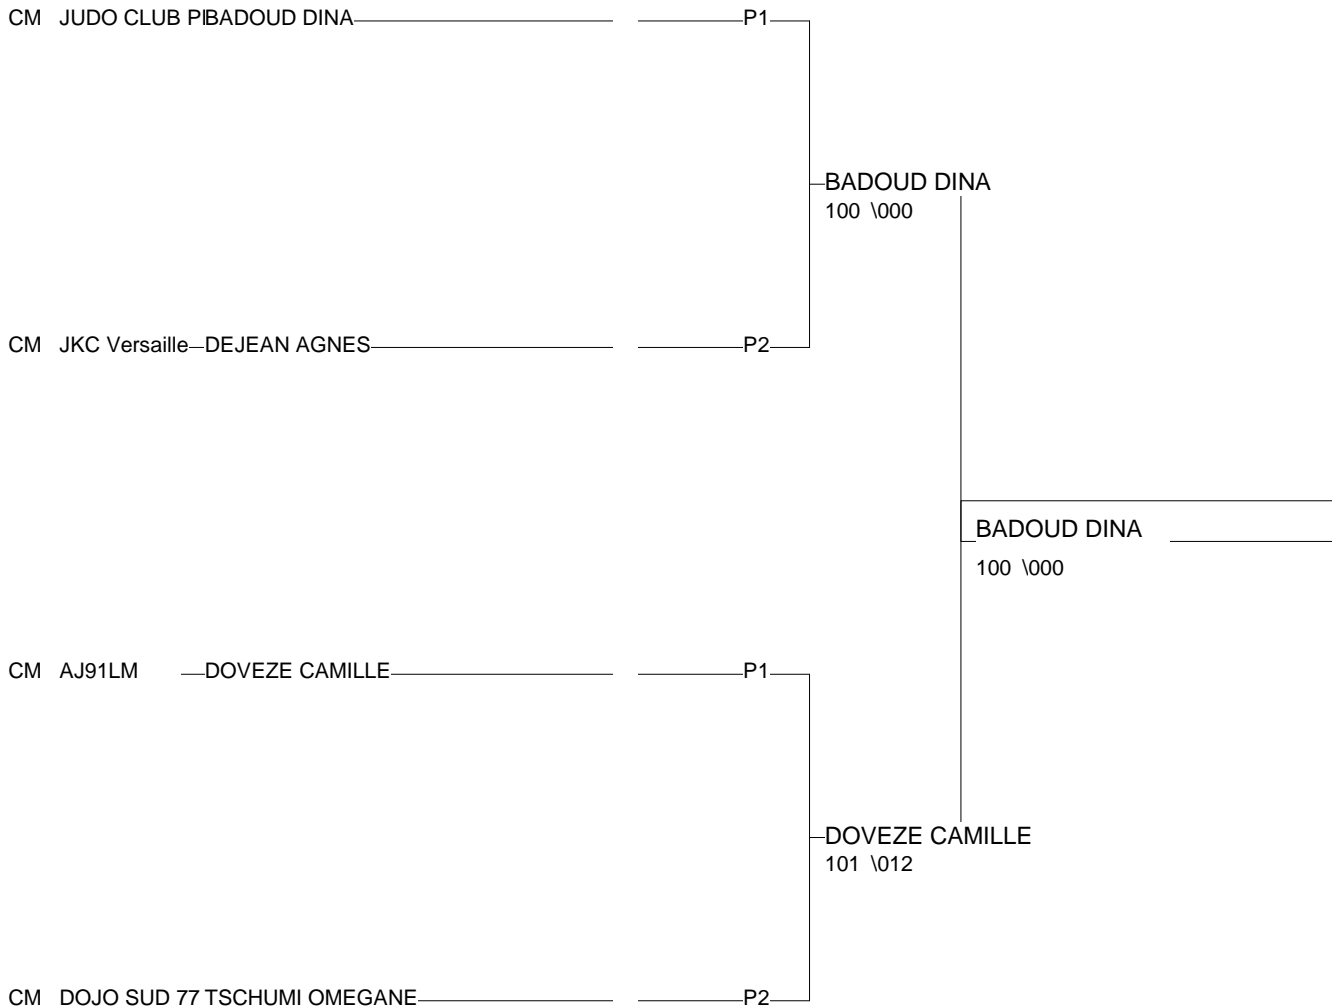 CM JUDO CLUB PIBADOUD DINA P1
BADOUD DINA
100 \000
CM JKC Versaille DEJEAN AGNES P2
BADOUD DINA
100 \000
CM AJ91LM DOVEZE CAMILLE P1
DOVEZE CAMILLE
101 \012
CM DOJO SUD 77 TSCHUMI OMEGANE P2